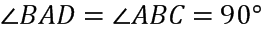 ∠BAD = ∠ABC = 90°